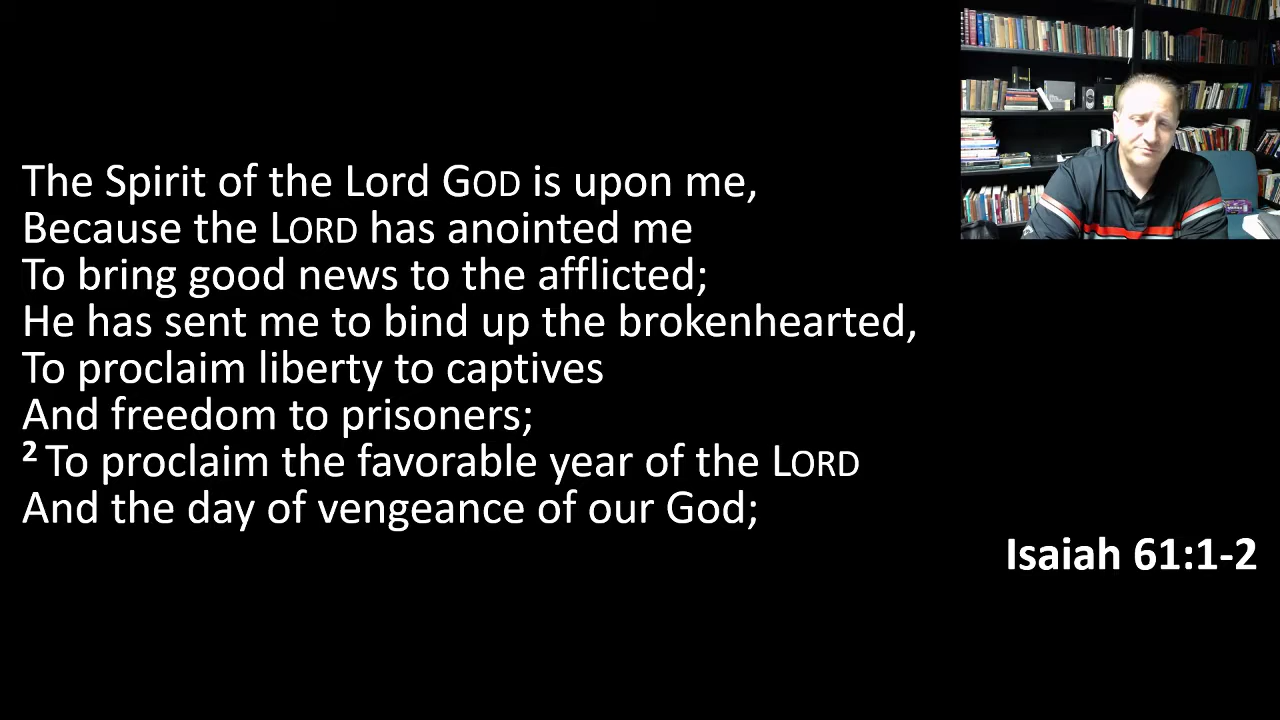 The Spirit of the Lord GOD is upon me,
Because the LORD has anointed me
To bring good news to the afflicted;
He has sent me to bind up the brokenhearted,
To proclaim liberty to captives
And freedom to prisoners;
² To proclaim the favorable year of the LORD
And the day of vengeance of our God;
Isaiah 61:1-2